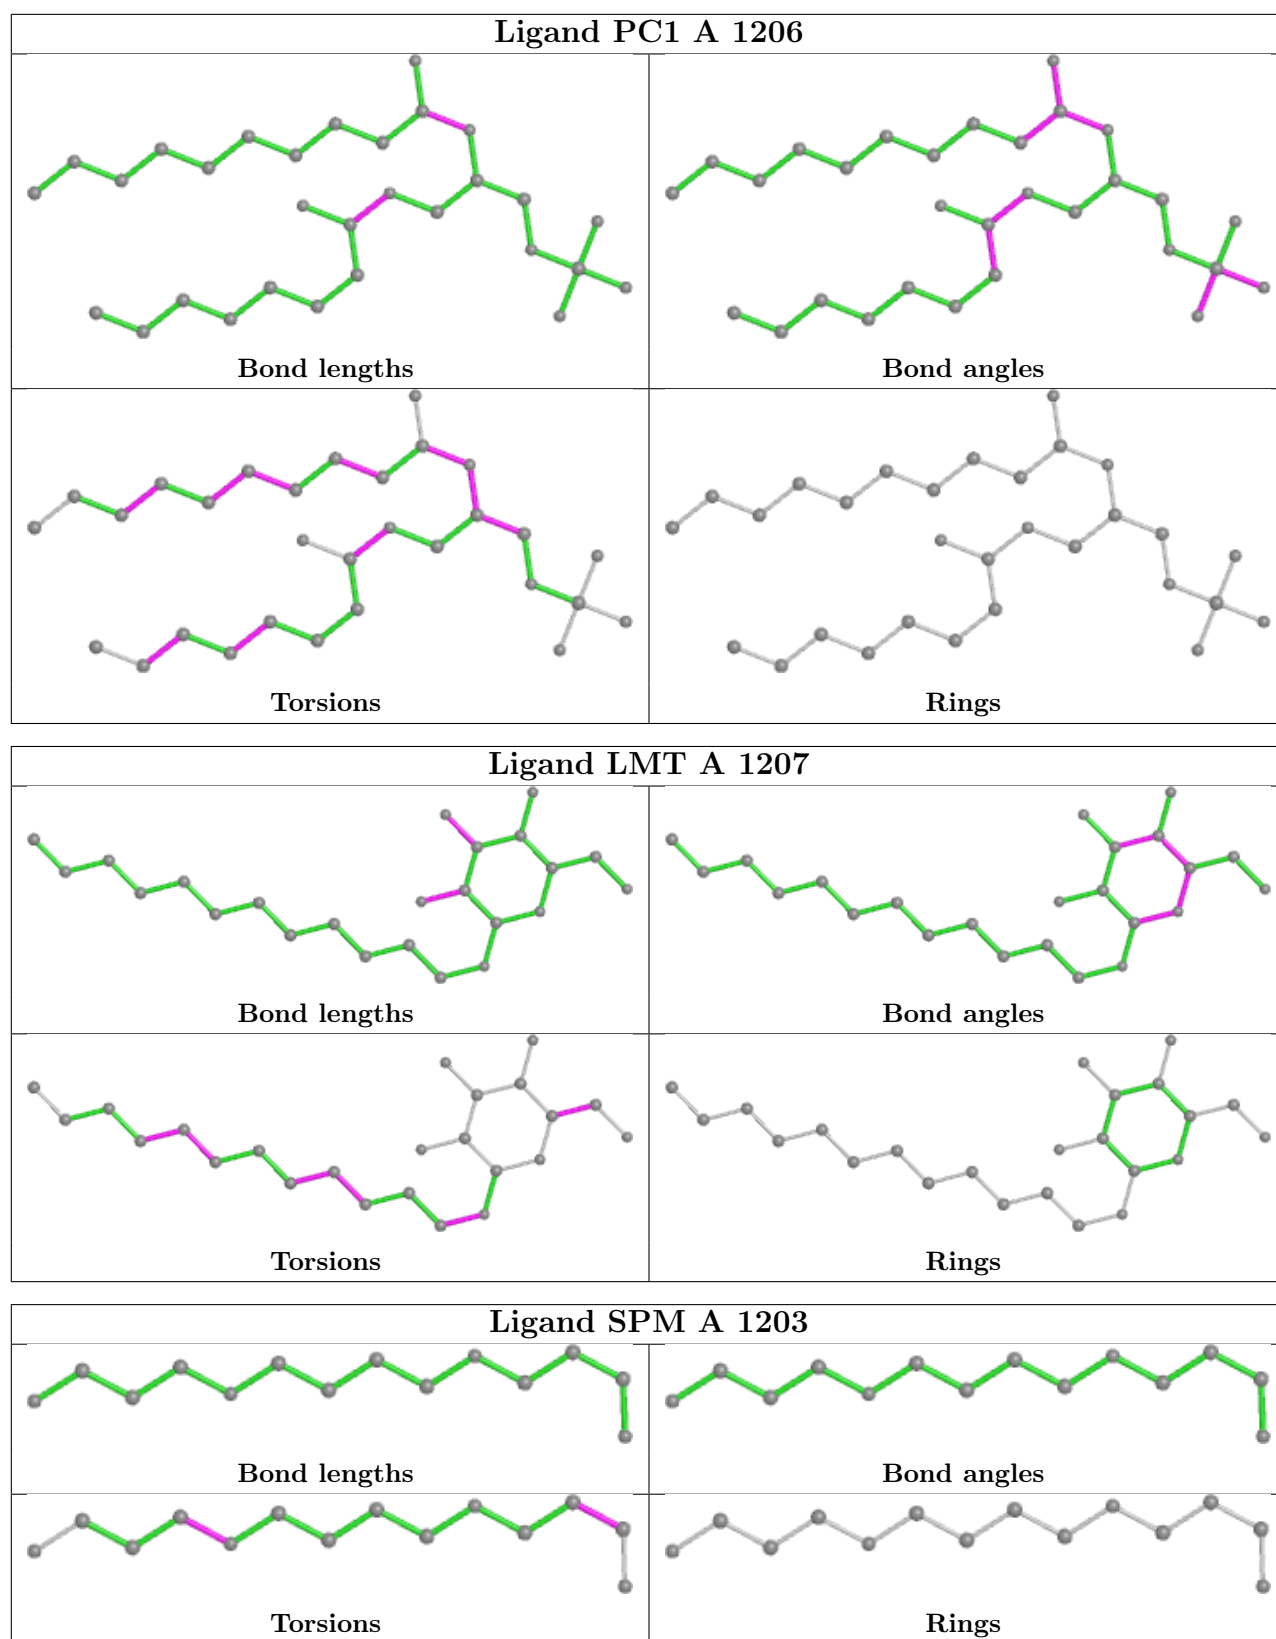 Ligand PC1 A 1206
Bond lengths
Bond angles
Torsions
Rings
Ligand LMT A 1207
Bond lengths
Bond angles
Torsions
Rings
Ligand SPM A 1203
Bond lengths
Bond angles
Torsions
Rings